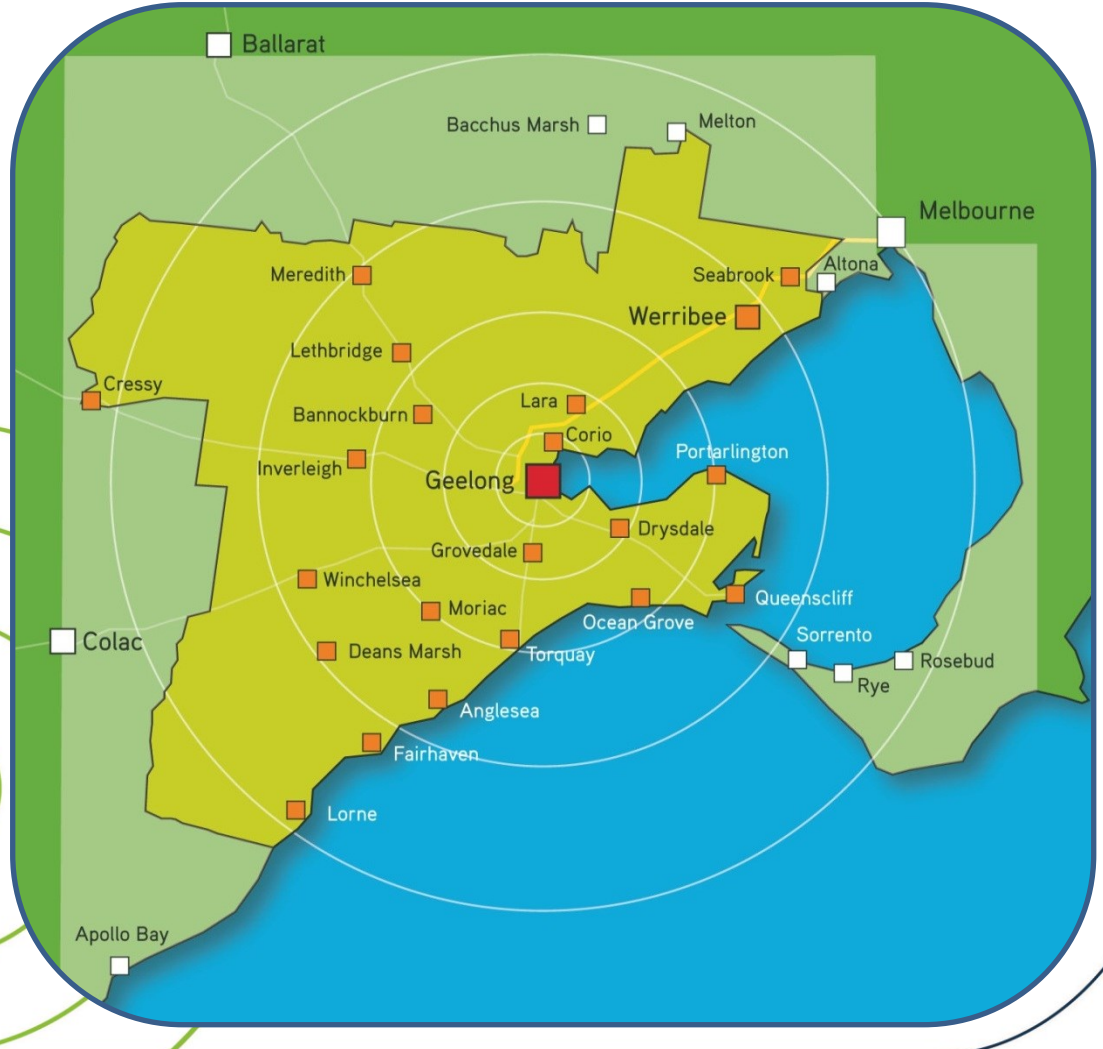 Ballarat
Bacchus Marsh
Melton
Melbourne
Altona
Seabrook
Meredith
Werribee
Lethbridge
Cressy
Lara
Bannockburn
Corio
Portarlington
Inverleigh
Geelong
Drysdale
Grovedale
Winchelsea
Queenscliff
Moriac
Ocean Grove
Sorrento
Colac
Deans Marsh
Torquay
Rosebud
Rye
Anglesea
Fairhaven
Lorne
Apollo Bay